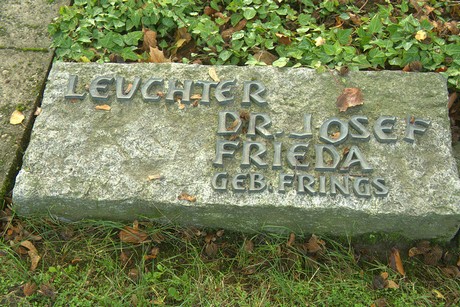 LEUCHTER
DR. JOSEF
FRIEDA
GEB. FRINGS